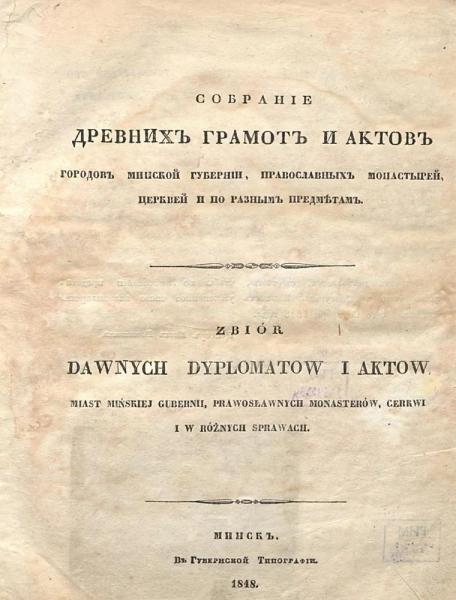 СОБРАНІЕ
ДРЕВНИХЪ ГРАМОТЪ И АКТОВЪ
ГОРОДОВЪ МИНСКОЙ ГУБЕРНІИ, ПРАВОСЛАВНЫХЪ МОНАСТЫРЕЙ,
ЦЕРКВЕЙ И ПО РАЗНЫМЪ ПРЕДМѢТАМЪ.
ZBIÓR
DAWNYCH DYPLOMATOW I AKTOW,
MIAST MIŃSKIEJ GUBERNII, PRAWOSŁAWNYCH MONASTERÓW, CERKWI
I W RÓŻNYCH SPRAWACH.
МИНСКЪ.
Въ Губернской Типографіи.
1848.